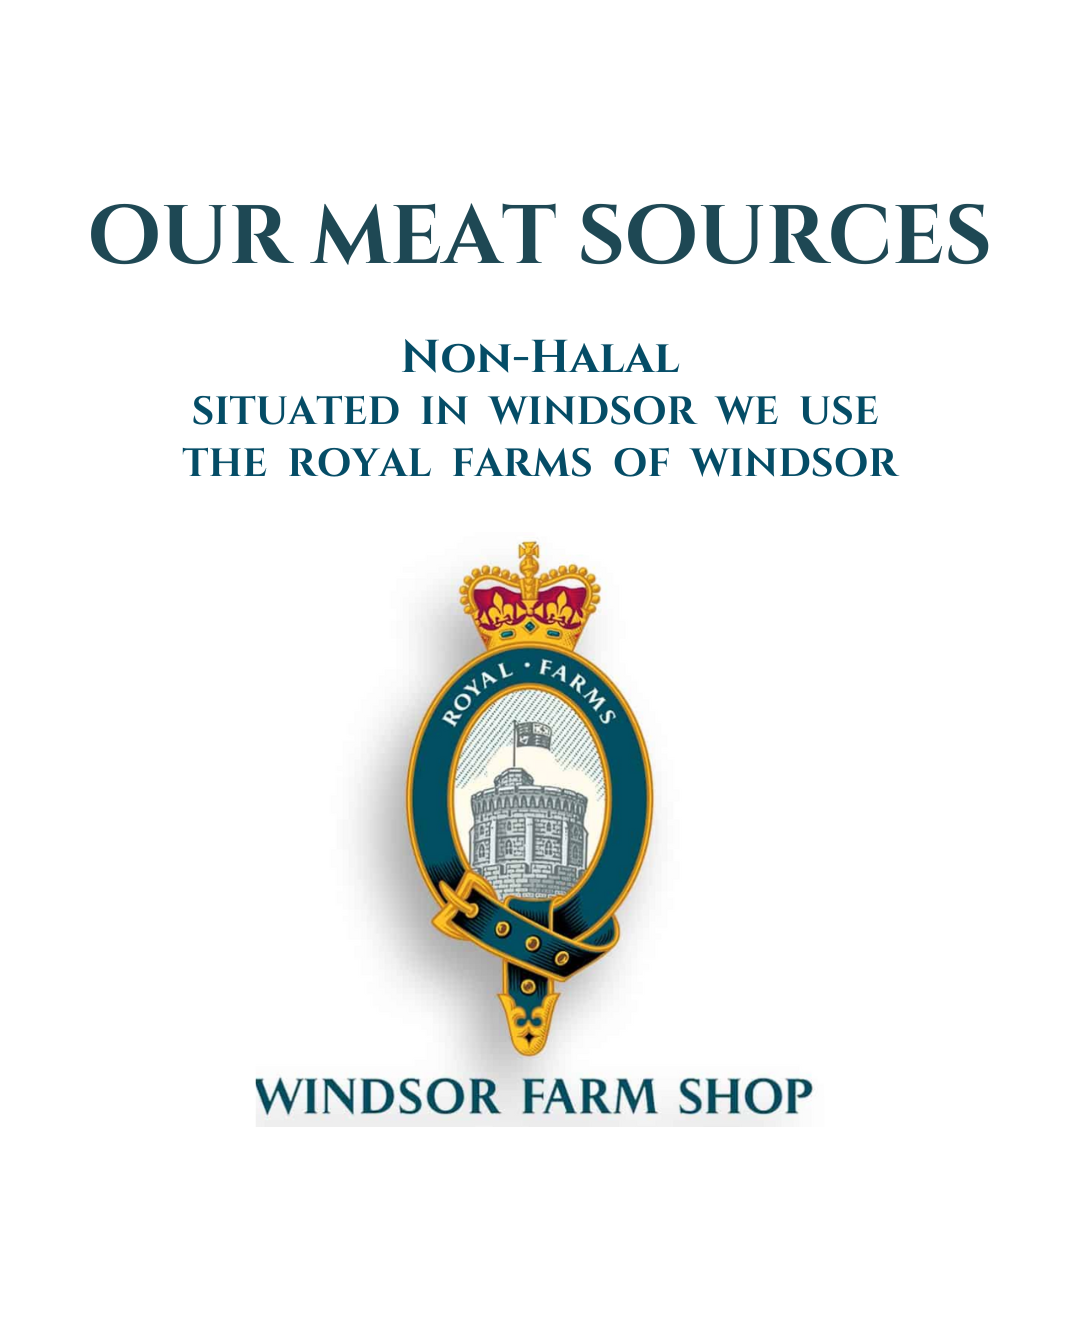 OUR MEAT SOURCES
Non-Halal
SITUATED IN WINDSOR WE USE
THE ROYAL FARMS OF WINDSOR
ROYAL · FARMS
WINDSOR FARM SHOP